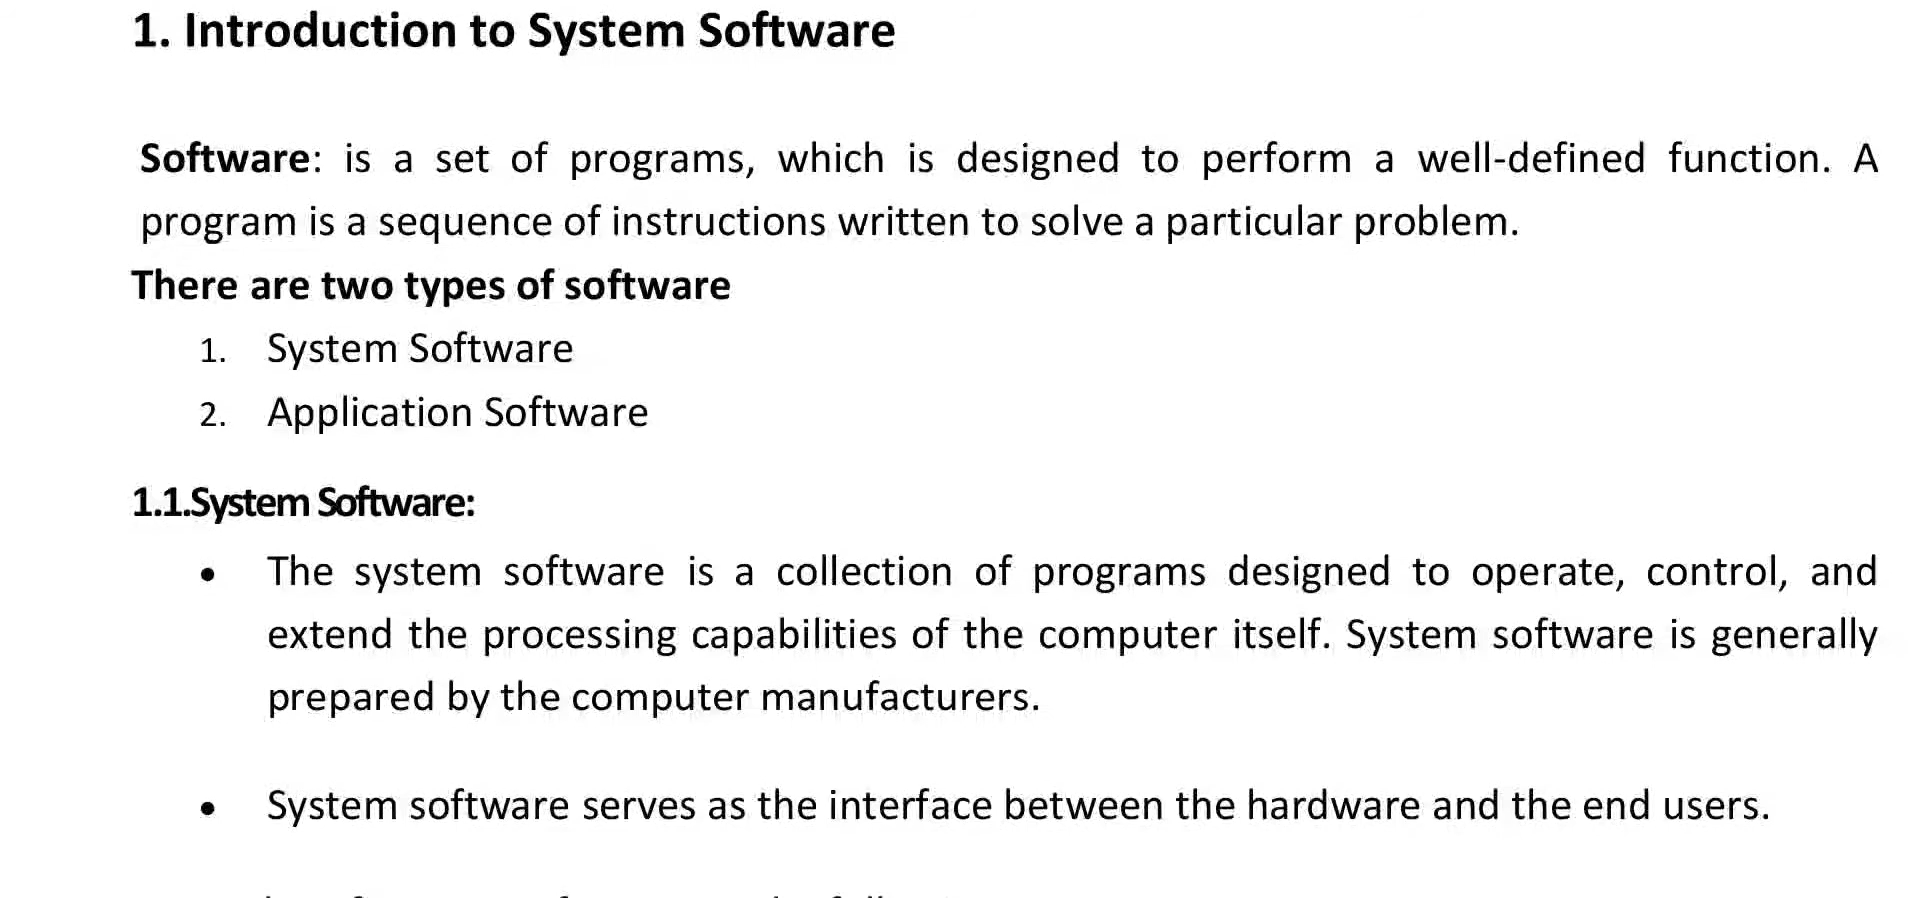 1. Introduction to System Software
Software: is a set of programs, which is designed to perform a well-defined function. A
program is a sequence of instructions written to solve a particular problem.
There are two types of software
1. System Software
2. Application Software
1.1.System Software:
• The system software is a collection of programs designed to operate, control, and
extend the processing capabilities of the computer itself. System software is generally
prepared by the computer manufacturers.
• System software serves as the interface between the hardware and the end users.